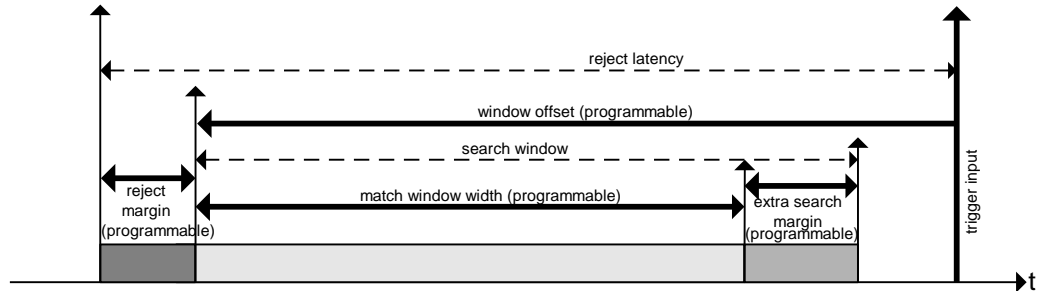 reject latency
window offset (programmable)
search window
reject
margin
(programmable)
match window width (programmable)
extra search
margin
(programmable)
trigger input
t